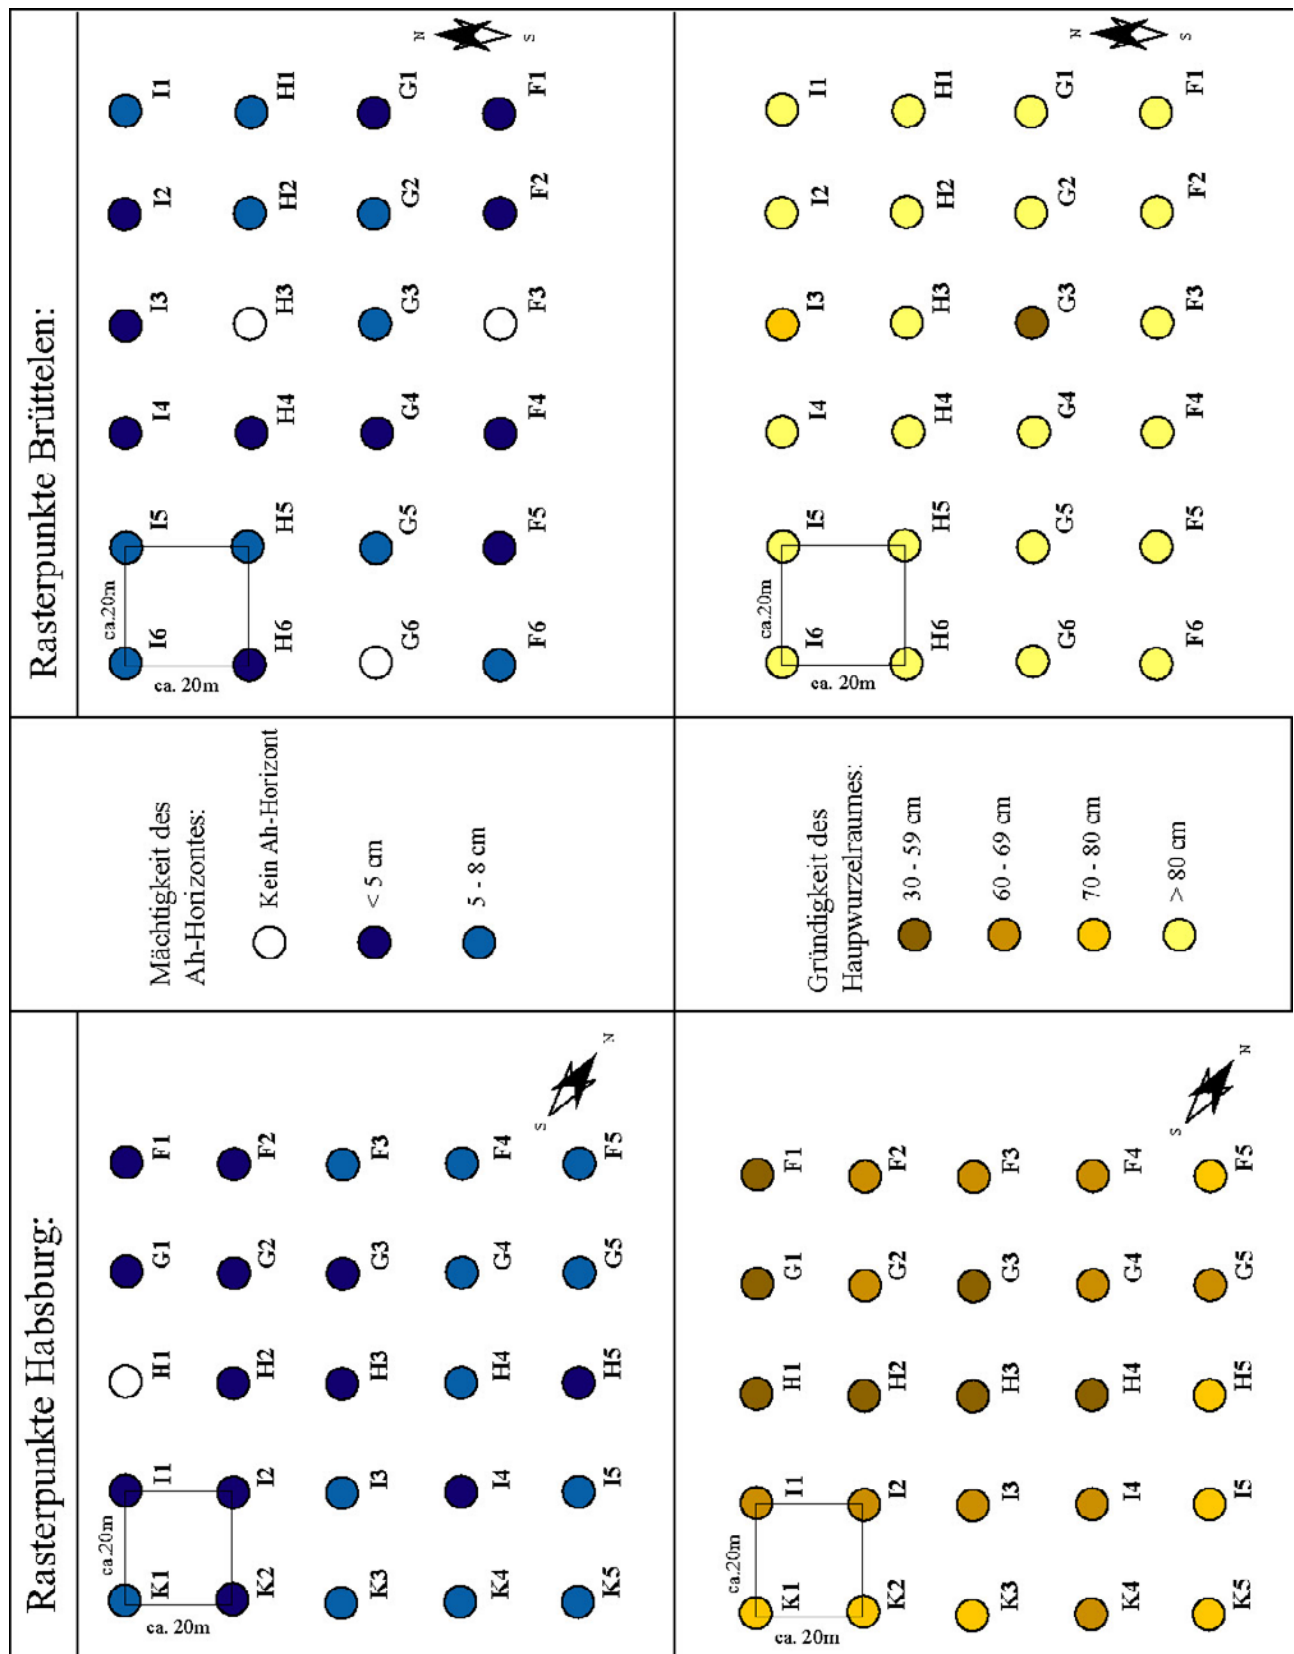 Rasterpunkte Habsburg:
K1 I1 H1 G1 F1
ca.20m
ca. 20m
K2 I2 H2 G2 F2
K3 I3 H3 G3 F3
K4 I4 H4 G4 F4
K5 I5 H5 G5 F5
S
N
Mächtigkeit des
Ah-Horizontes:
Kein Ah-Horizont
< 5 cm
5 - 8 cm
Rasterpunkte Brüttelen:
I6 I5 I4 I3 I2 I1
ca.20m
ca. 20m
H6 H5 H4 H3 H2 H1
G6 G5 G4 G3 G2 G1
F6 F5 F4 F3 F2 F1
N
S
K1 I1 H1 G1 F1
ca.20m
ca. 20m
K2 I2 H2 G2 F2
K3 I3 H3 G3 F3
K4 I4 H4 G4 F4
K5 I5 H5 G5 F5
S
N
Gründigkeit des
Haupwurzelraumes:
30 - 59 cm
60 - 69 cm
70 - 80 cm
> 80 cm
I6 I5 I4 I3 I2 I1
ca.20m
ca. 20m
H6 H5 H4 H3 H2 H1
G6 G5 G4 G3 G2 G1
F6 F5 F4 F3 F2 F1
N
S